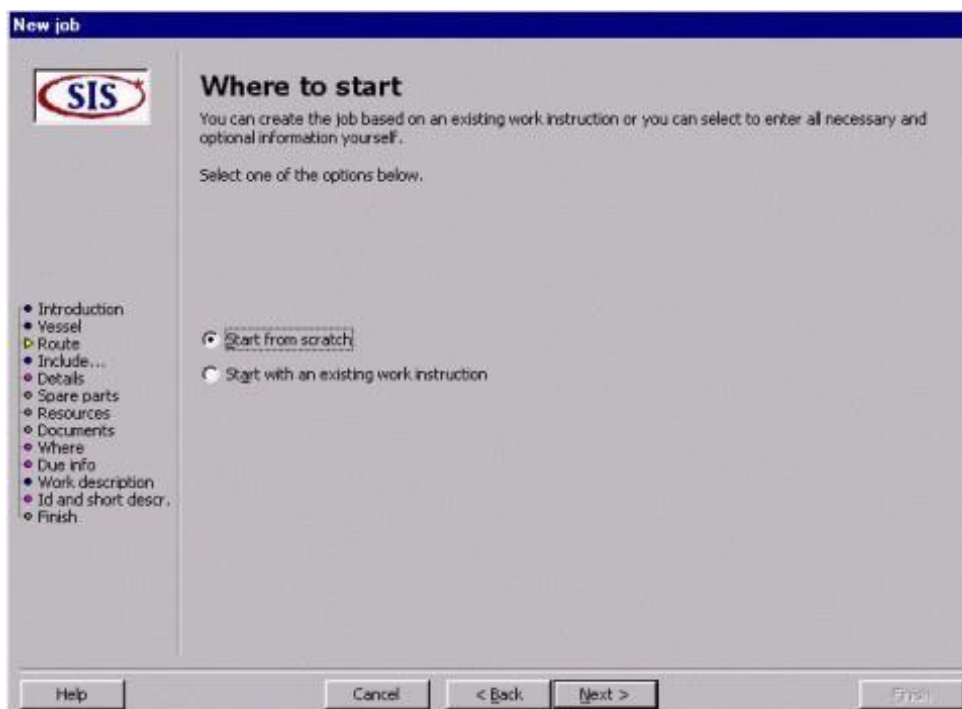 New job
SIS
Where to start
You can create the job based on an existing work instruction or you can select to enter all necessary and
optional information yourself.
Select one of the options below.
Introduction
Vessel
Route
Include...
Details
Spare parts
Resources
Documents
Where
Due info
Work description
Id and short descr.
Finish
Start from scratch
Start with an existing work instruction
Help
Cancel
< Back
Next >
Finish